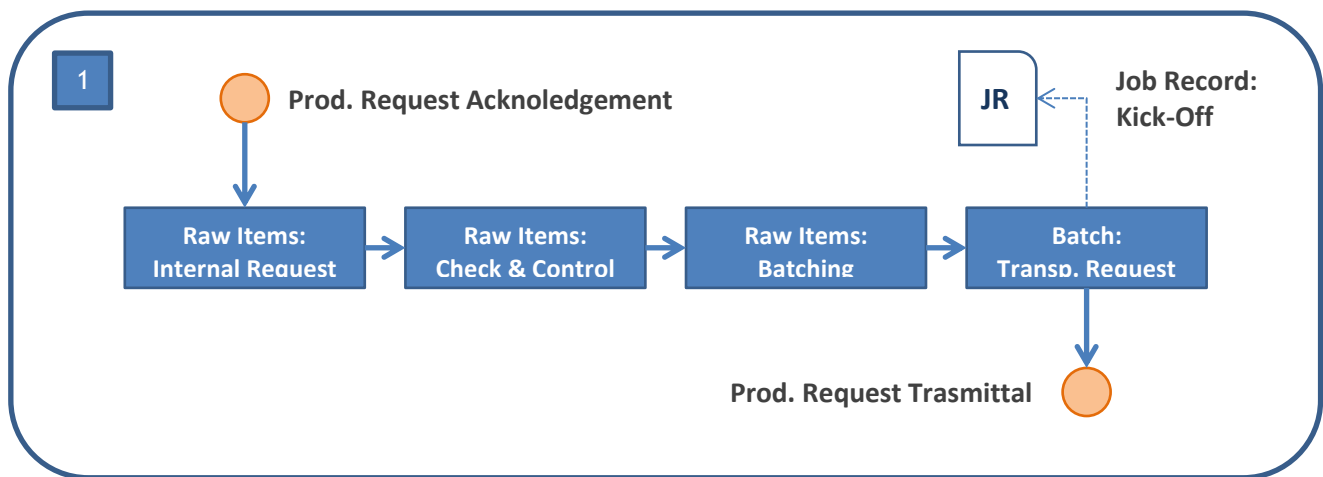 1
Prod. Request Acknoledgement
JR
Job Record:
Kick-Off
Raw Items:
Internal Request
Raw Items:
Check & Control
Raw Items:
Batching
Batch:
Transp. Request
Prod. Request Trasmittal